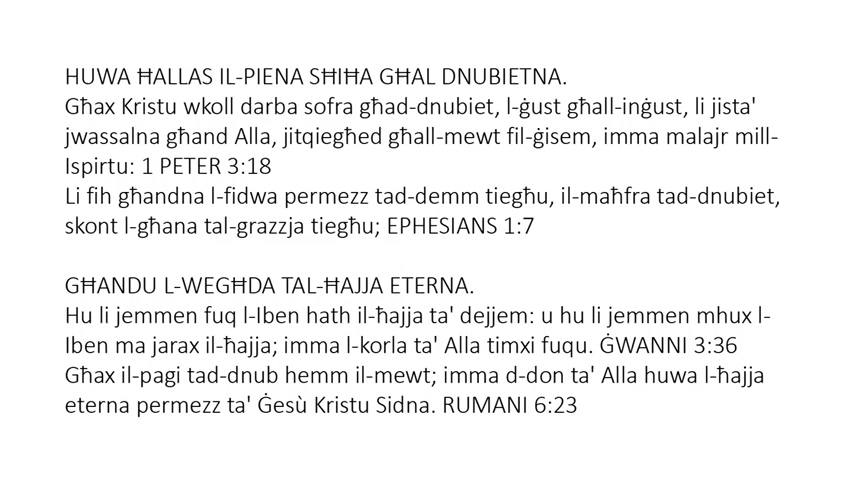 HUWA ĦALLAS IL-PIENA SĦIĦA GĦAL DNUBIETNA.
Għax Kristu wkoll darba sofra għad-dnubiet, l-ġust għall-inġust, li jista'
jwassalna għand Alla, jitqiegħed għall-mewt fil-ġisem, imma malajr mill-
Ispirtu: 1 PETER 3:18
Li fih għandna l-fidwa permezz tad-demm tiegħu, il-maħfra tad-dnubiet,
skont l-għana tal-grazzja tiegħu; EPHESIANS 1:7
GĦANDU L-WEGĦDA TAL-ĦAJJA ETERNA.
Hu li jemmen fuq l-Iben hath il-ħajja ta' dejjem: u hu li jemmen mhux l-
Iben ma jarax il-ħajja; imma l-korla ta' Alla timxi fuqu. ĠWANNI 3:36
Għax il-pagi tad-dnub hemm il-mewt; imma d-don ta' Alla huwa l-ħajja
eterna permezz ta' Ġesù Kristu Sidna. RUMANI 6:23